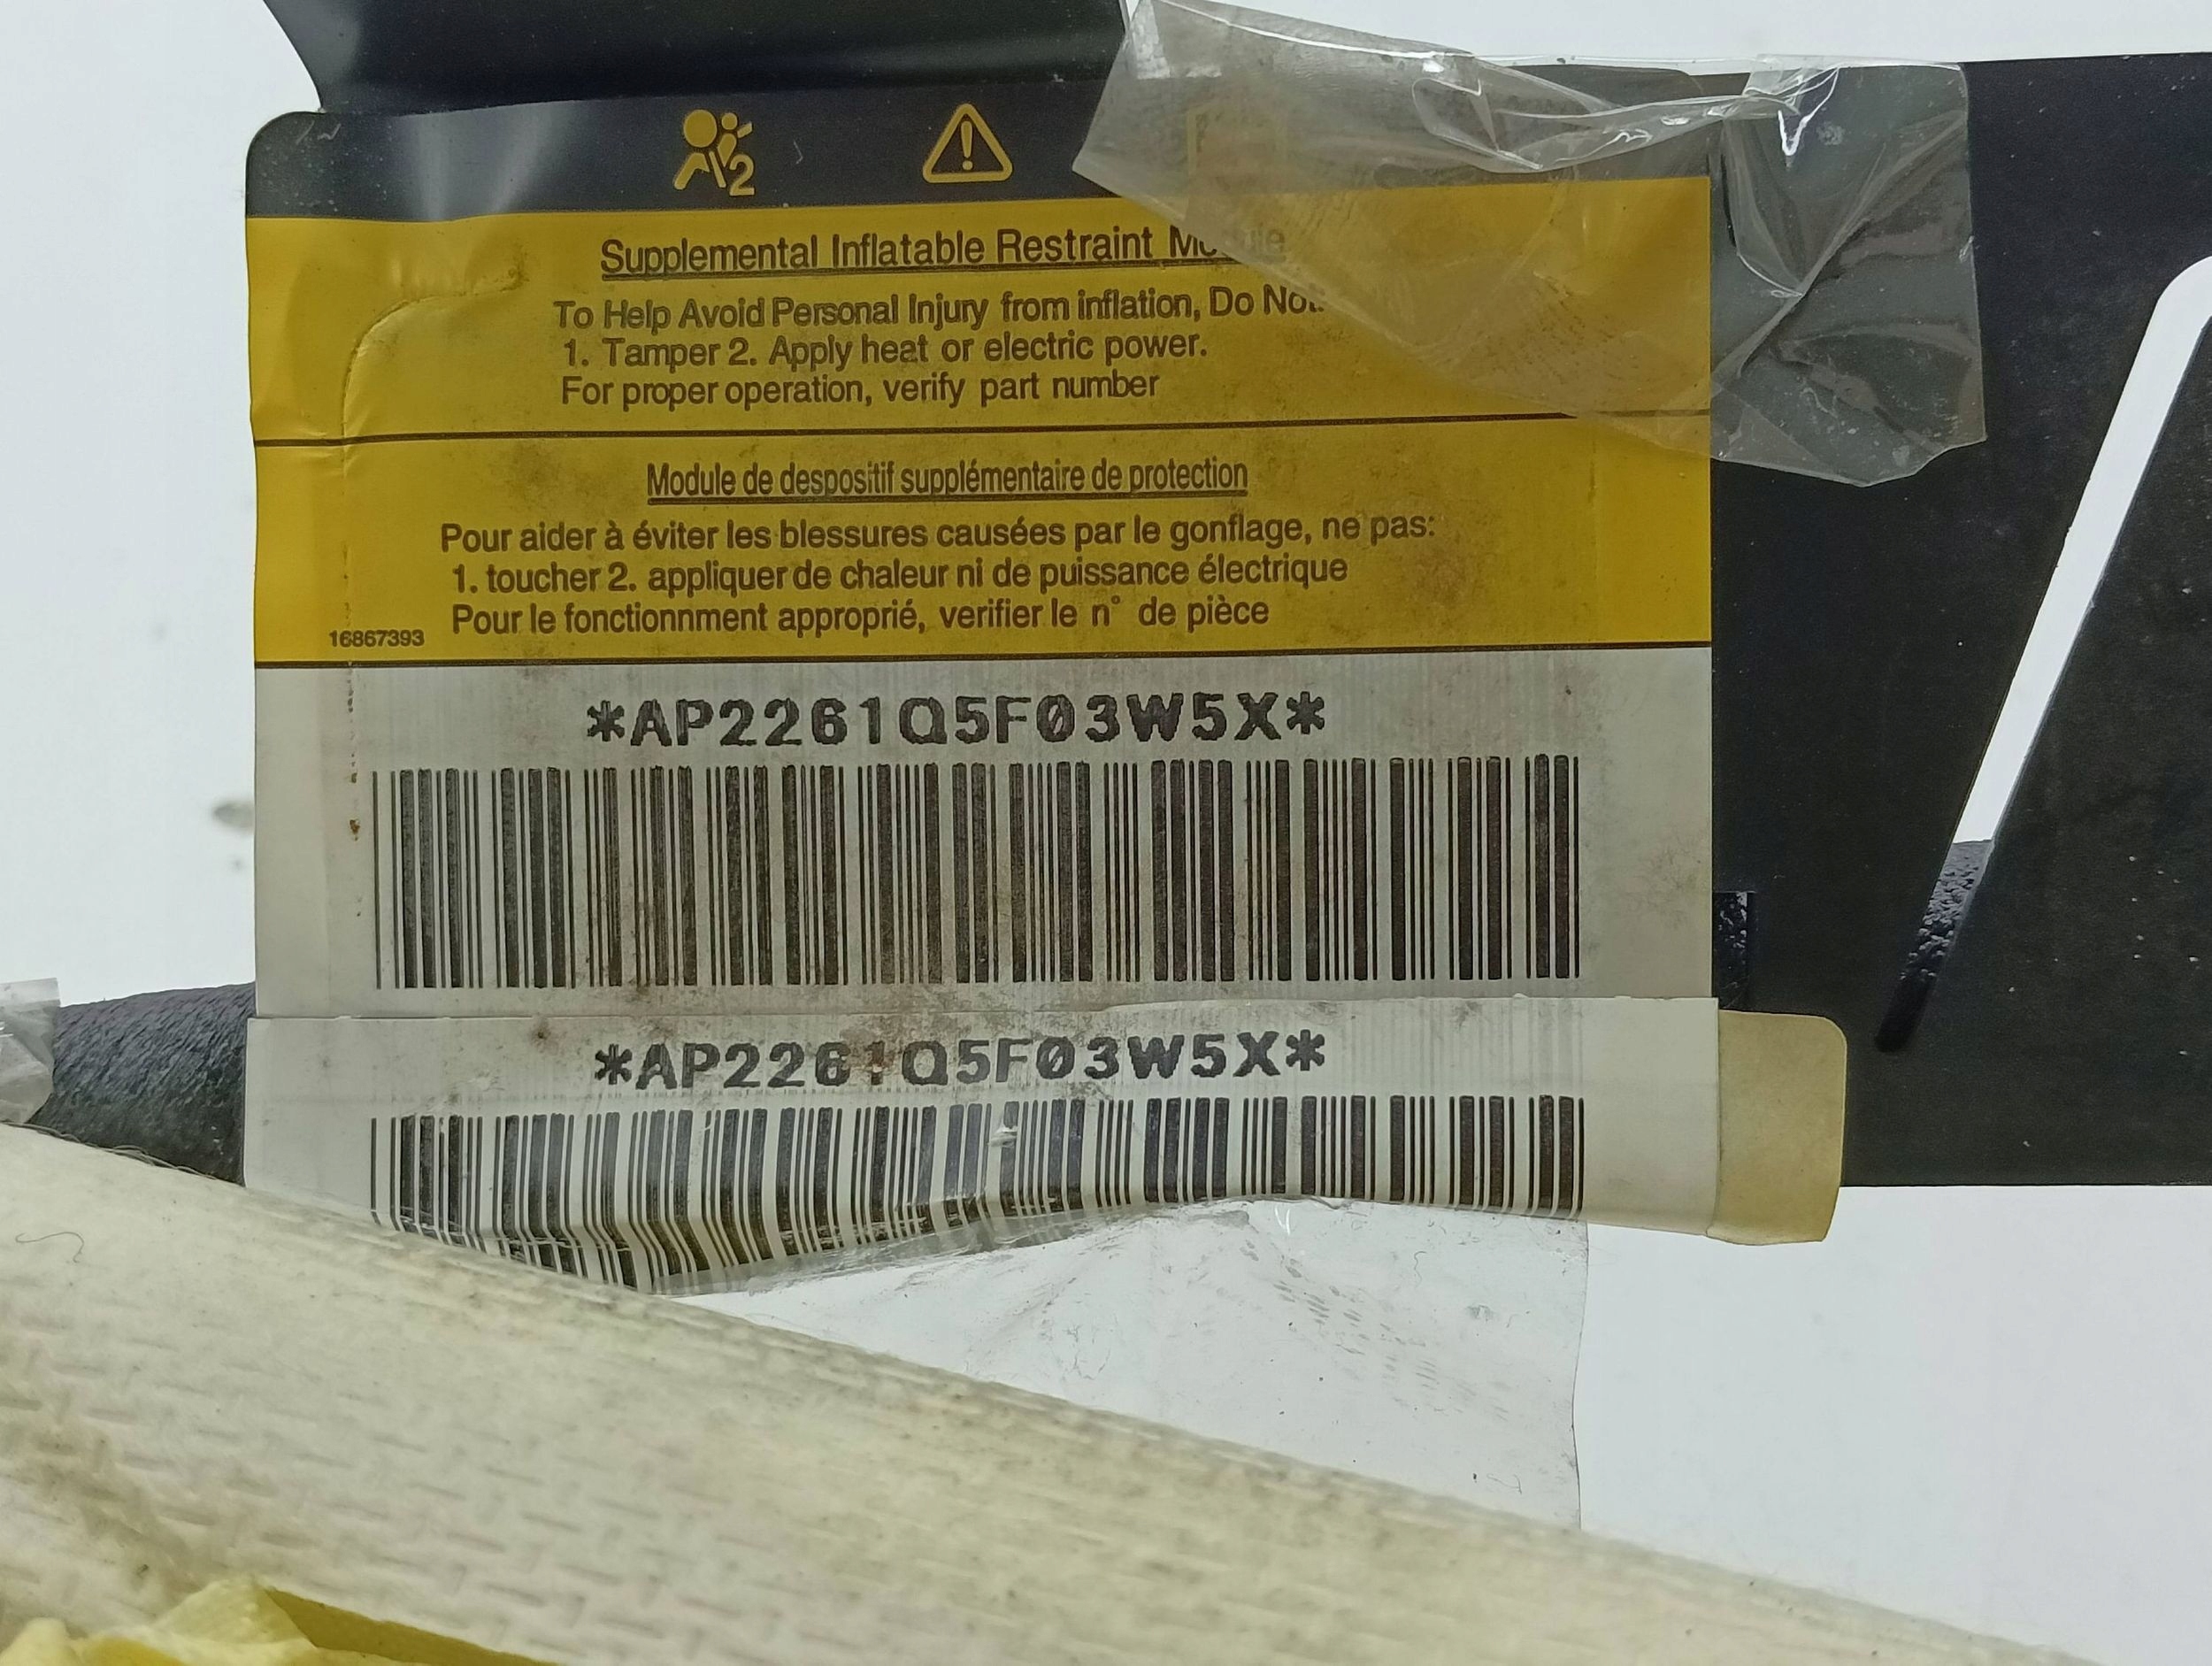 2
Supplemental Inflatable Restraint Module
To Help Avoid Personal Injury from inflation, Do Not:
1. Tamper 2. Apply heat or electric power.
For proper operation, verify part number
Module de despositif supplémentaire de protection
Pour aider à éviter les blessures causées par le gonflage, ne pas:
1. toucher 2. appliquer de chaleur ni de puissance électrique
Pour le fonctionnment approprié, verifier le n° de pièce
16867393
*AP2261Q5F03W5X*
*AP2261Q5F03W5X*